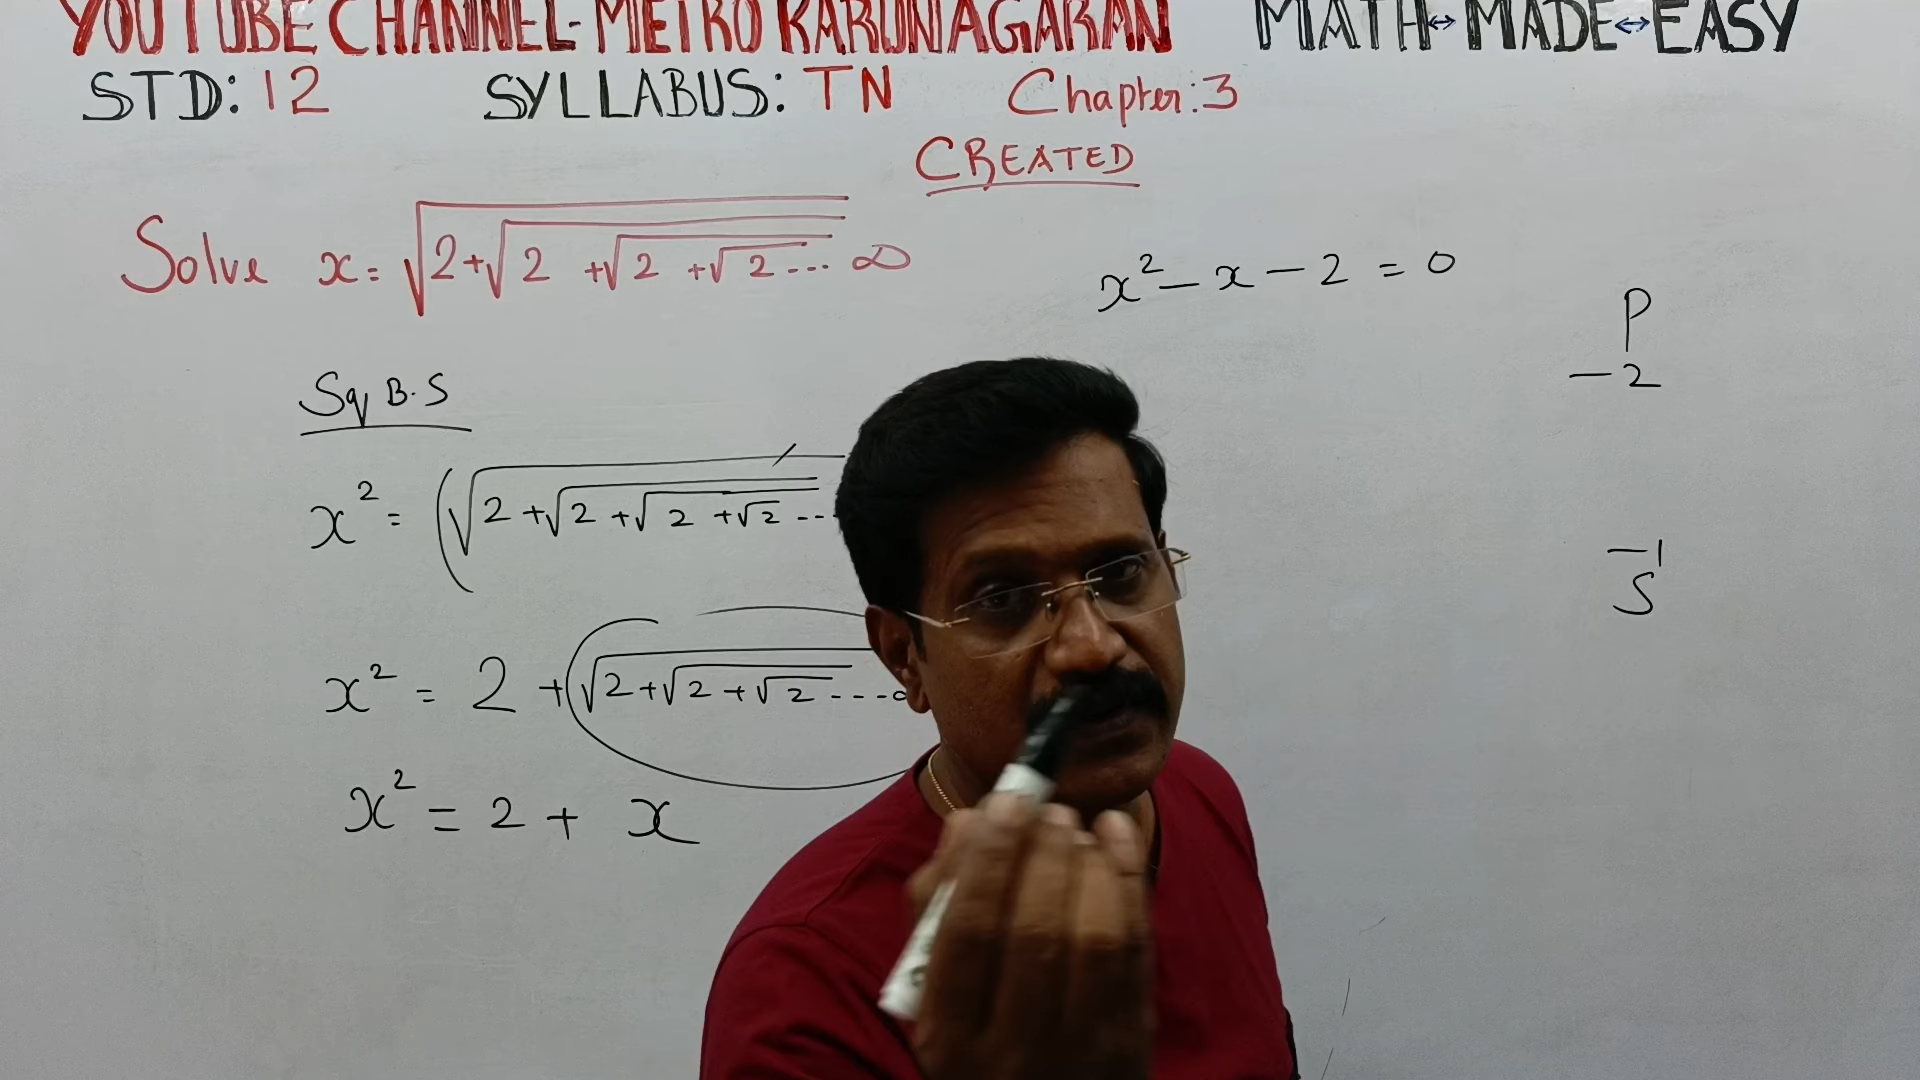 YOUTUBE CHANNEL-METRO KARUNAGARAN MATH↔MADE↔EASY
STD: 12 SYLLABUS: TN Chapter: 3
CREATED
Solve x = √(2+√(2+√(2+√2... ∞
x² - x - 2 = 0
P
-2
Sq B.S
x² = (√(2+√(2+√(2+√2...
-1
S
x² = 2 + √(2+√(2+√2...
x² = 2 + x